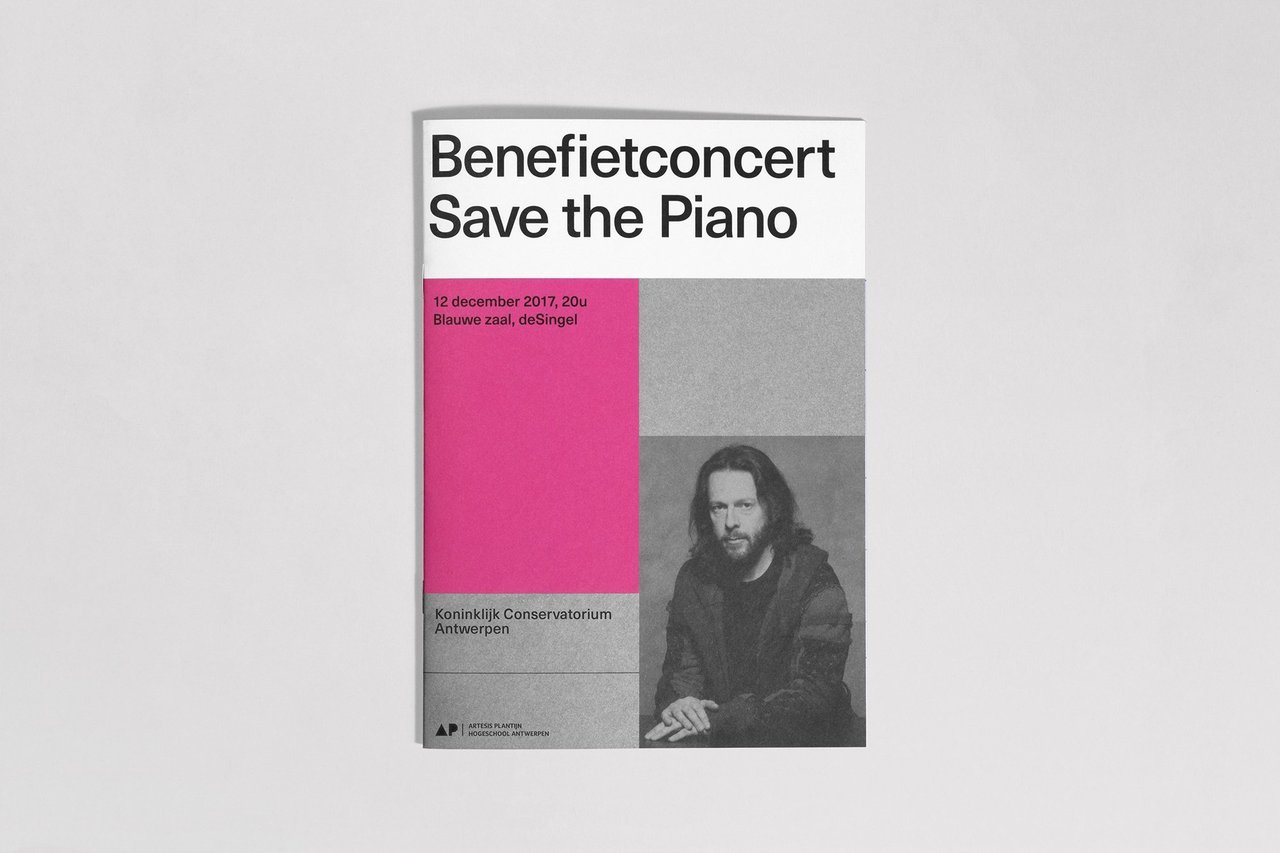 Benefietconcert
Save the Piano
12 december 2017, 20u
Blauwe zaal, deSingel
Koninklijk Conservatorium
Antwerpen
AP
ARTESIS PLANTIJN
HOGESCHOOL ANTWERPEN